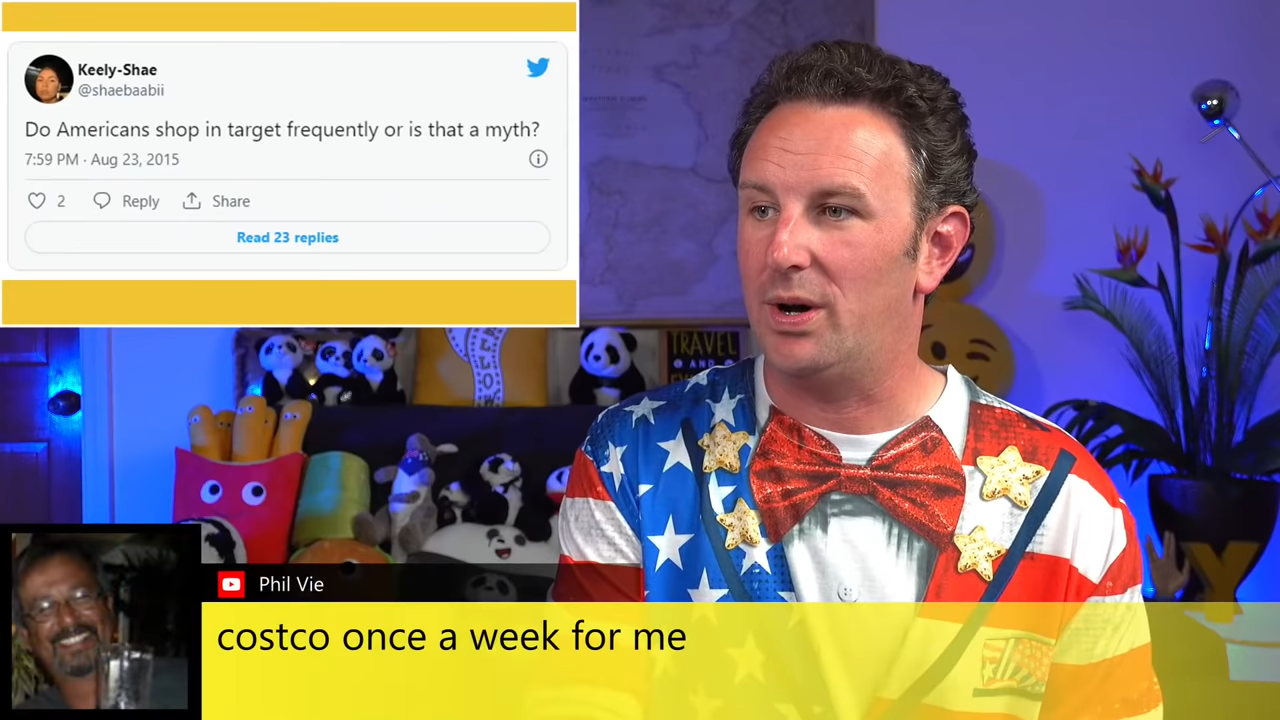 Keely-Shae
@shaebaabii
Do Americans shop in target frequently or is that a myth?
7:59 PM · Aug 23, 2015
2
Reply
Share
Read 23 replies
TRAVEL
AND
Phil Vie
costco once a week for me